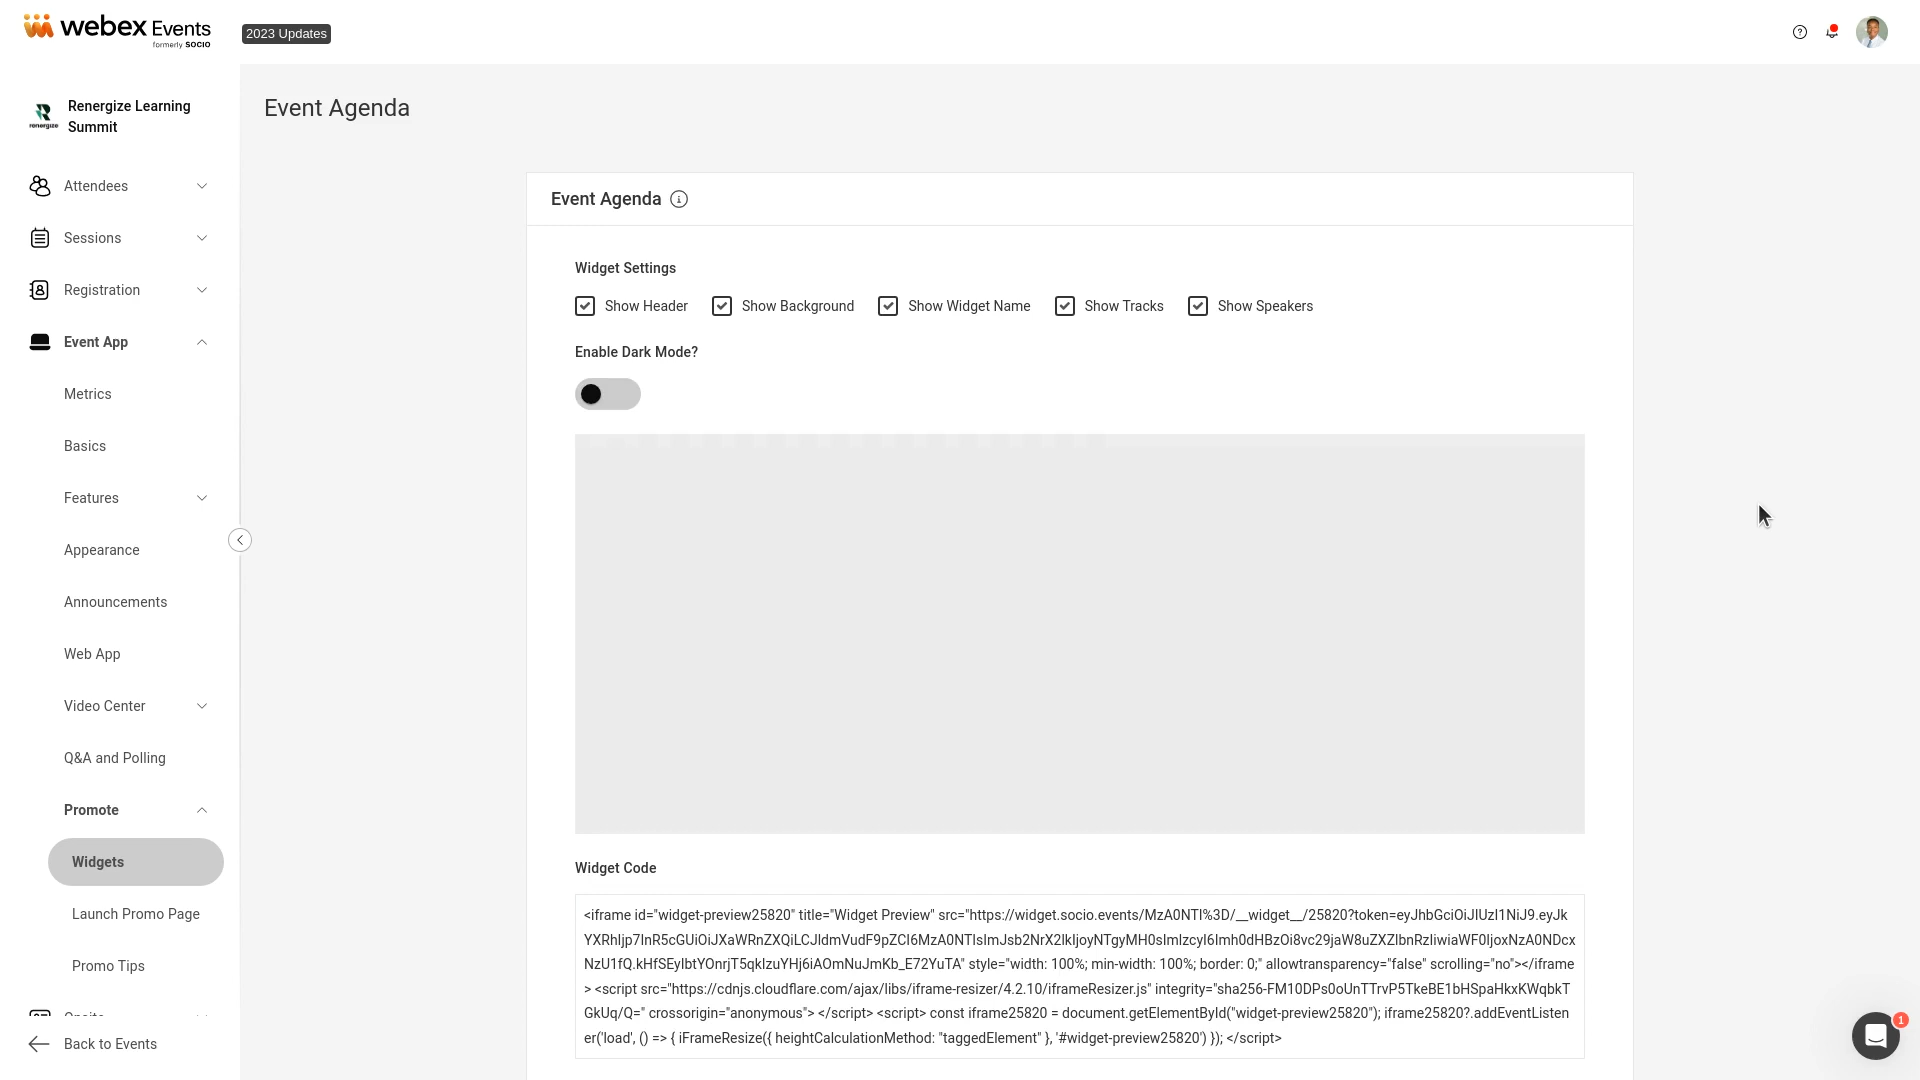 webex Events
formerly SOCIO
2023 Updates
Renergize Learning
Summit
renergize
Attendees
Sessions
Registration
Event App
Metrics
Basics
Features
Appearance
Announcements
Web App
Video Center
Q&A and Polling
Promote
Widgets
Launch Promo Page
Promo Tips
Back to Events
Event Agenda
Event Agenda
Widget Settings
Show Header
Show Background
Show Widget Name
Show Tracks
Show Speakers
Enable Dark Mode?
Widget Code
<iframe id="widget-preview25820" title="Widget Preview" src="https://widget.socio.events/MzA0NTI%3D/__widget__/25820?token=eyJhbGciOiJIUzI1NiJ9.eyJk
YXRhIjp7InR5cGUiOiJXaWRnZXQiLCJldmVudF9pZCI6MzA0NTIsImJsb2NrX2lkIjoyNTgyMH0sImlzcyI6Imh0dHBzOi8vc29jaW8uZXZlbnRzIiwiaWF0IjoxNzA0NDcx
NzU1fQ.kHfSEyIbtYOnrjT5qkIzuYHj6iAOmNuJmKb_E72YuTA" style="width: 100%; min-width: 100%; border: 0;" allowtransparency="false" scrolling="no"></iframe
> <script src="https://cdnjs.cloudflare.com/ajax/libs/iframe-resizer/4.2.10/iframeResizer.js" integrity="sha256-FM10DPs0oUnTTrvP5TkeBE1bHSpaHkxKWqbkT
GkUq/Q=" crossorigin="anonymous"> </script> <script> const iframe25820 = document.getElementById("widget-preview25820"); iframe25820?.addEventListen
er('load', () => { iFrameResize({ heightCalculationMethod: "taggedElement" }, '#widget-preview25820') }); </script>
1